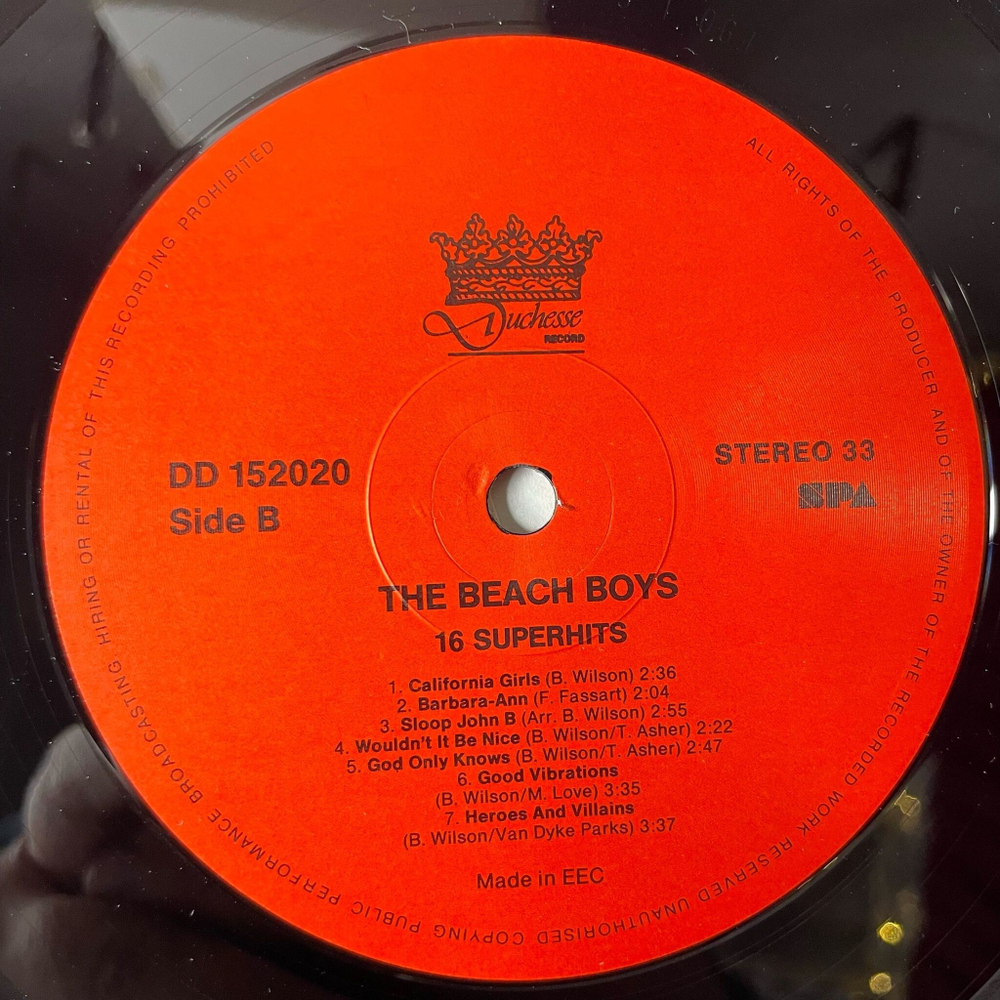 ALL RIGHTS OF THE PRODUCER AND OF THE OWNER OF THE RECORDED WORK RESERVED UNAUTHORISED COPYING PUBLIC PERFORMANCE BROADCASTING. HIRING OR RENTAL OF THIS RECORDING PROHIBITED
Duchesse
RECORD
DD 152020
Side B
STEREO 33
SPA
THE BEACH BOYS
16 SUPERHITS
1. California Girls (B. Wilson) 2:36
2. Barbara-Ann (F. Fassart) 2:04
3. Sloop John B (Arr. B. Wilson) 2:55
4. Wouldn't It Be Nice (B. Wilson/T. Asher) 2:22
5. God Only Knows (B. Wilson/T. Asher) 2:47
6. Good Vibrations
(B. Wilson/M. Love) 3:35
7. Heroes And Villains
(B. Wilson/Van Dyke Parks) 3:37
Made in EEC